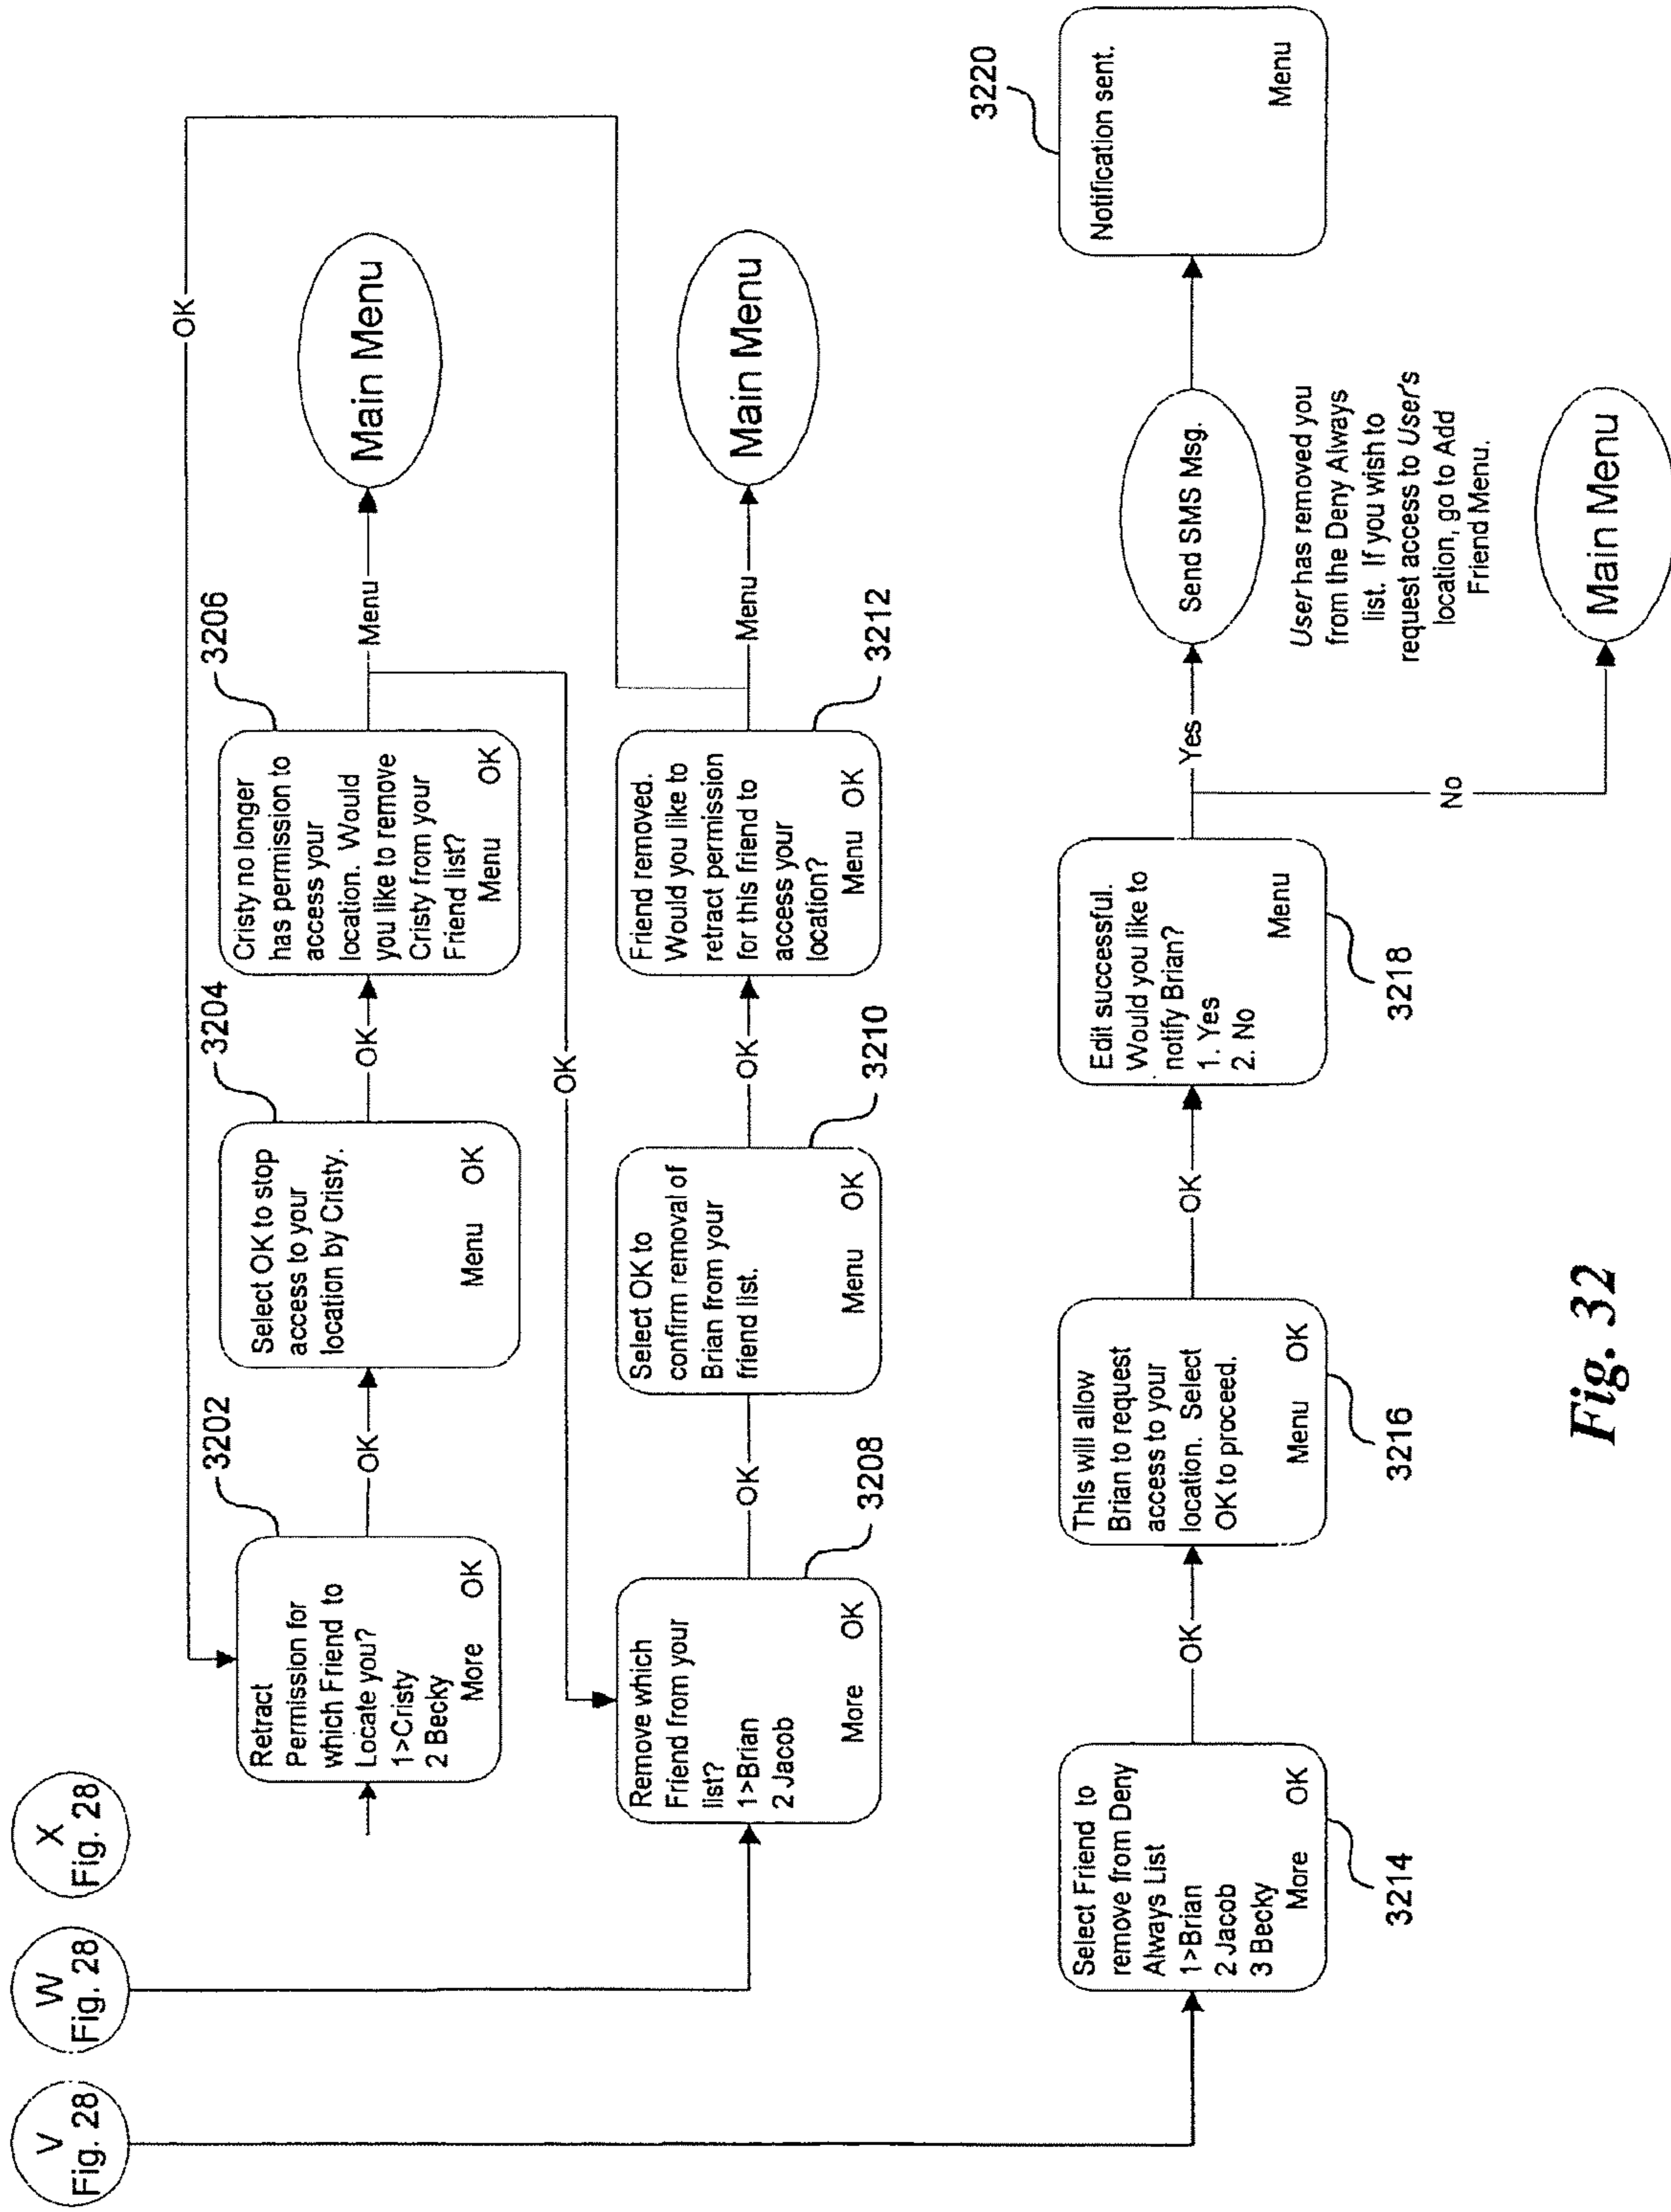 X
Fig. 28
W
Fig. 28
V
Fig. 28
OK
3202
Retract
Permission for
which Friend to
Locate you?
1>Cristy
2 Becky
More OK
OK
3204
Select OK to stop
access to your
location by Cristy.
Menu OK
OK
3206
Cristy no longer
has permission to
access your
location. Would
you like to remove
Cristy from your
Friend list?
Menu OK
Menu
Main Menu
OK
Remove which
Friend from your
list?
1>Brian
2 Jacob
More OK
3208
OK
Select OK to
confirm removal of
Brian from your
friend list.
Menu OK
3210
OK
Friend removed.
Would you like to
retract permission
for this friend to
access your
location?
Menu OK
3212
Menu
Main Menu
Select Friend to
remove from Deny
Always List
1>Brian
2 Jacob
3 Becky
More OK
3214
OK
This will allow
Brian to request
access to your
location. Select
OK to proceed.
Menu OK
3216
OK
Edit successful.
Would you like to
notify Brian?
1. Yes
2. No
Menu
3218
Yes
No
Send SMS Msg.
User has removed you
from the Deny Always
list. If you wish to
request access to User's
location, go to Add
Friend Menu.
Main Menu
3220
Notification sent.
Menu
Fig. 32